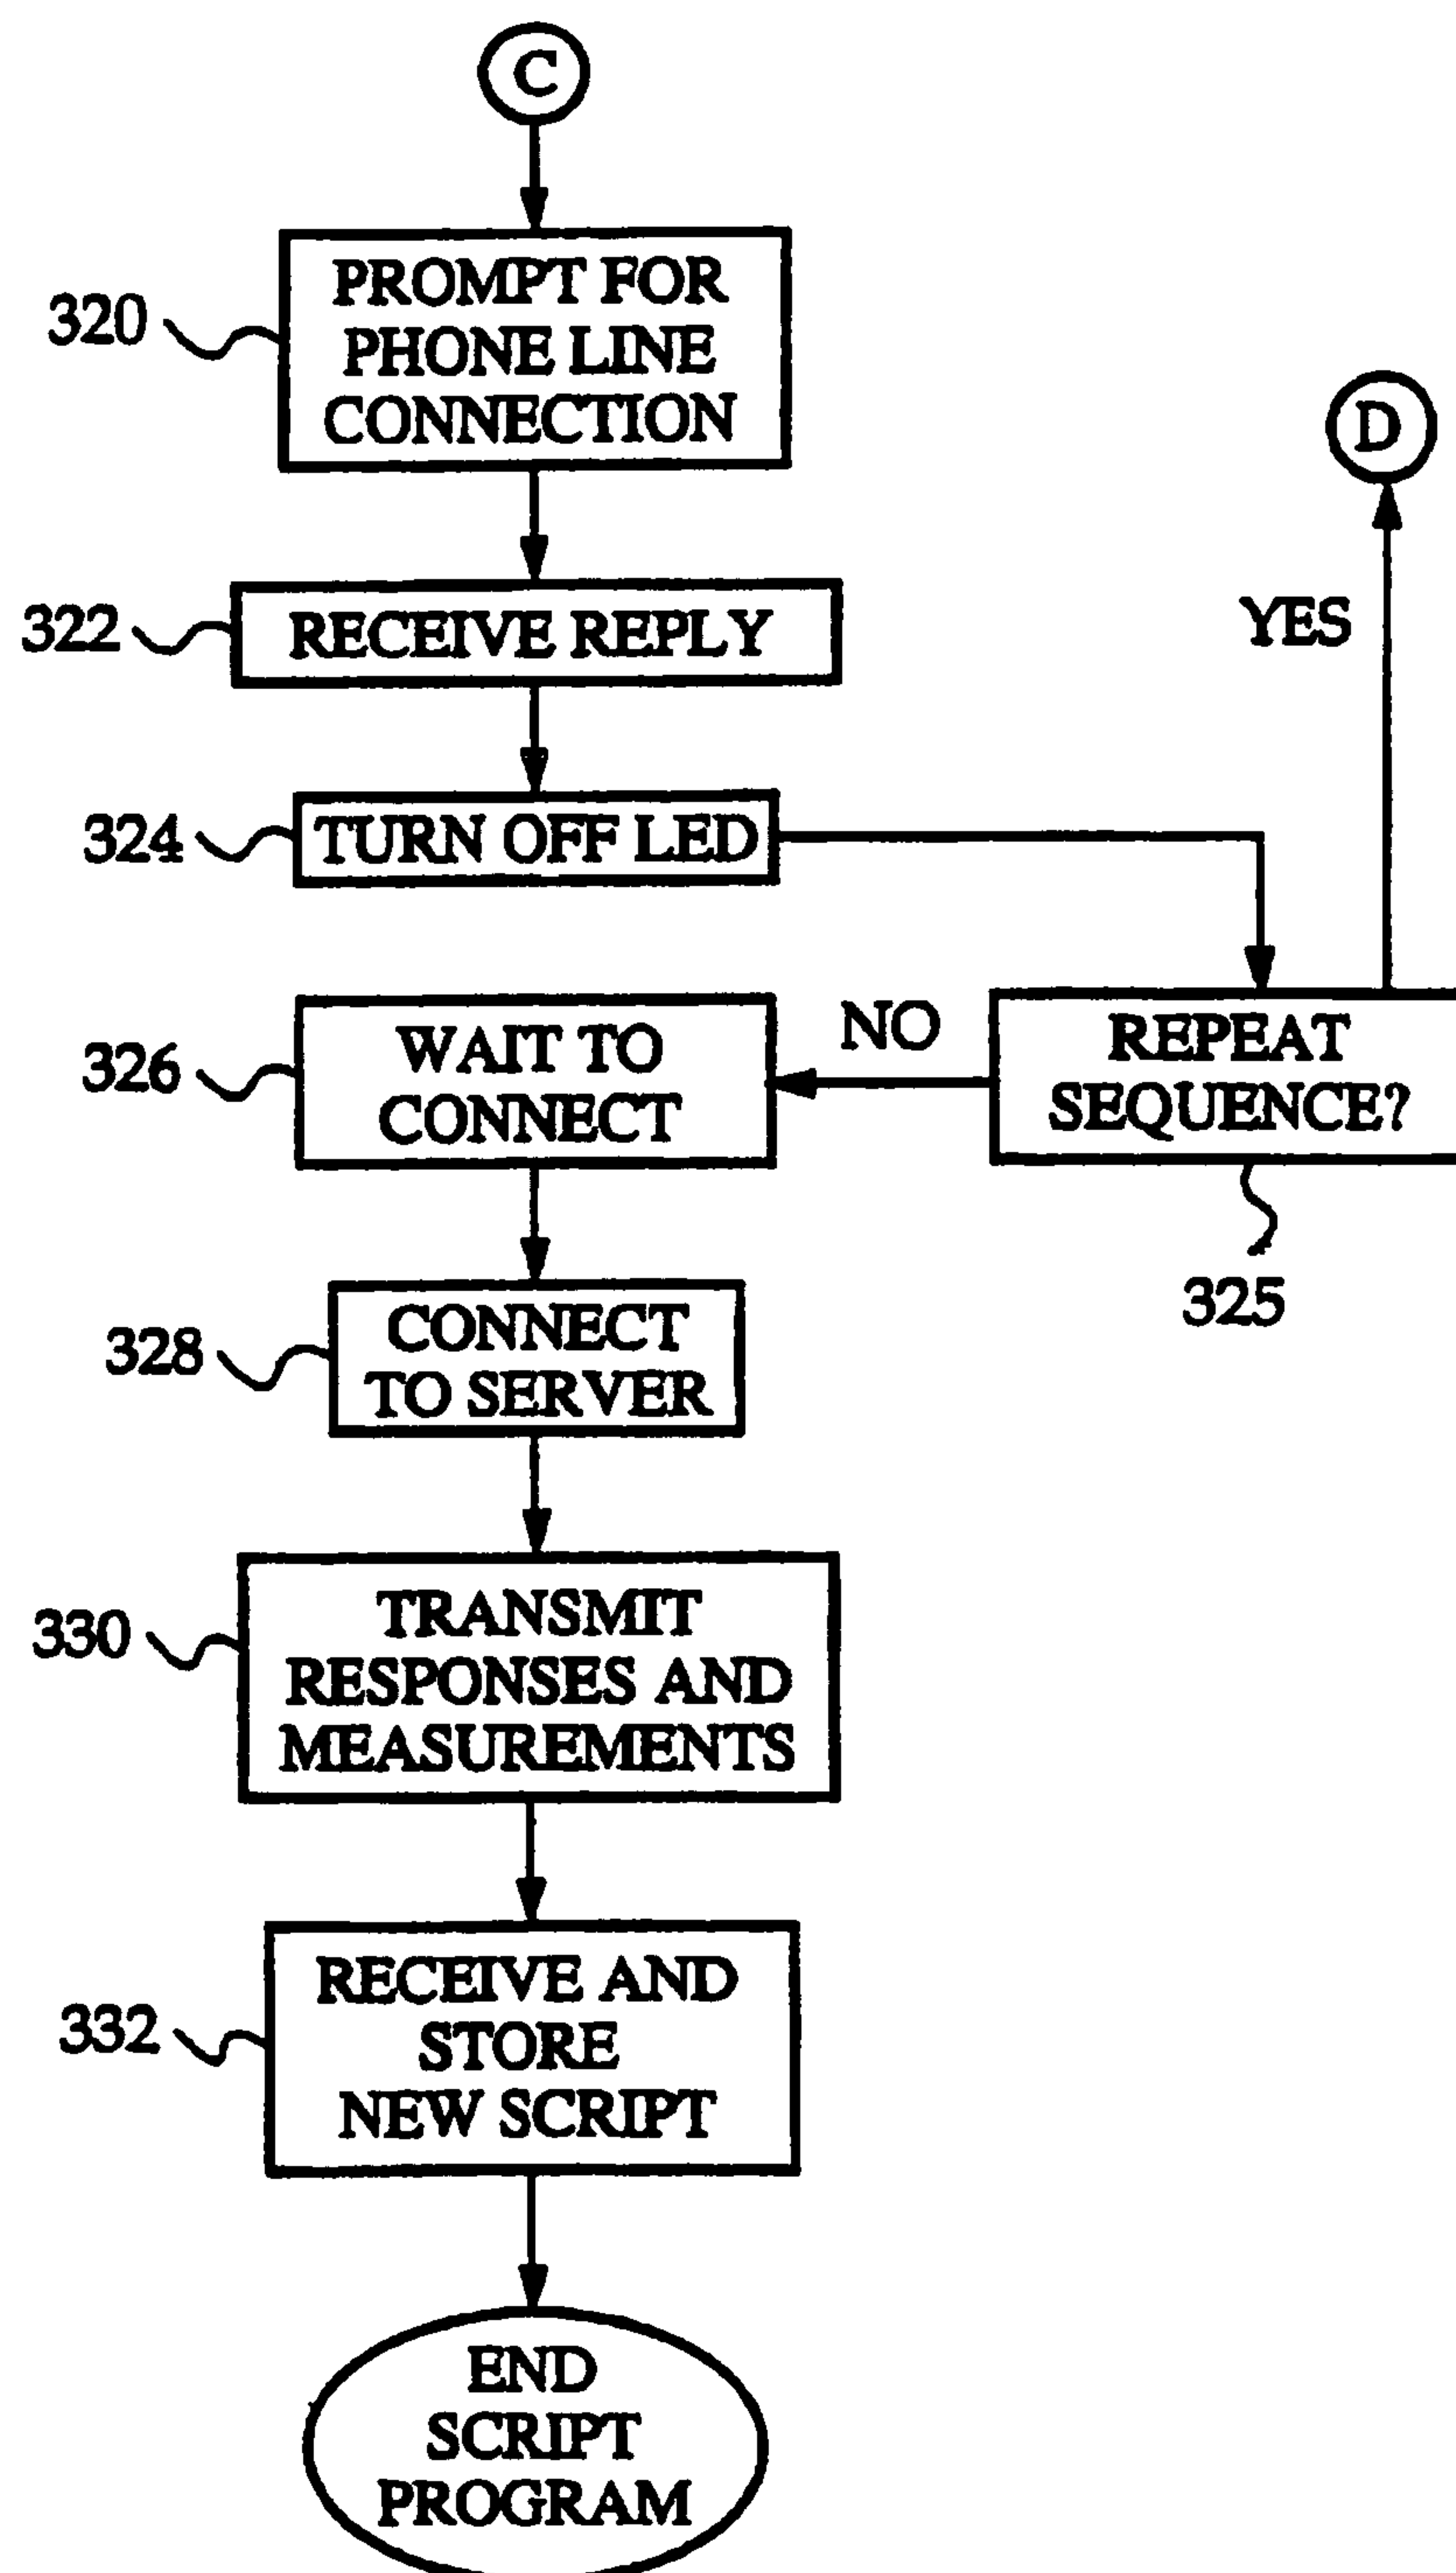 C
320
PROMPT FOR
PHONE LINE
CONNECTION
D
322
RECEIVE REPLY
YES
324
TURN OFF LED
326
WAIT TO
CONNECT
NO
REPEAT
SEQUENCE?
325
328
CONNECT
TO SERVER
330
TRANSMIT
RESPONSES AND
MEASUREMENTS
332
RECEIVE AND
STORE
NEW SCRIPT
END
SCRIPT
PROGRAM